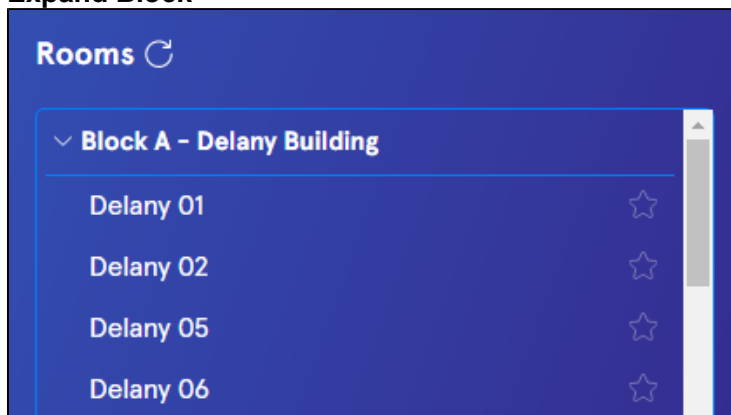 Expand Block
Rooms
Block A - Delany Building
Delany 01
Delany 02
Delany 05
Delany 06